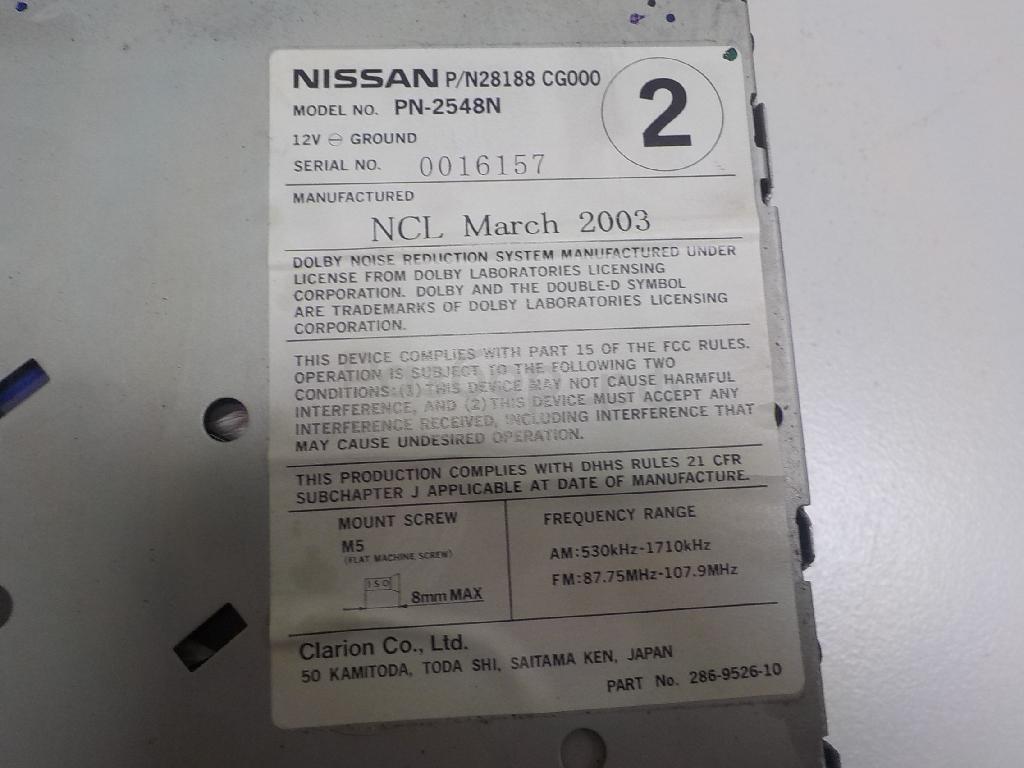 NISSAN P/N28188 CG000
MODEL NO. PN-2548N
2
12V ⊖ GROUND
SERIAL NO. 0016157
MANUFACTURED
NCL March 2003
DOLBY NOISE REDUCTION SYSTEM MANUFACTURED UNDER
LICENSE FROM DOLBY LABORATORIES LICENSING
CORPORATION. DOLBY AND THE DOUBLE-D SYMBOL
ARE TRADEMARKS OF DOLBY LABORATORIES LICENSING
CORPORATION.
THIS DEVICE COMPLIES WITH PART 15 OF THE FCC RULES.
OPERATION IS SUBJECT TO THE FOLLOWING TWO
CONDITIONS:(1) THIS DEVICE MAY NOT CAUSE HARMFUL
INTERFERENCE, AND (2) THIS DEVICE MUST ACCEPT ANY
INTERFERENCE RECEIVED, INCLUDING INTERFERENCE THAT
MAY CAUSE UNDESIRED OPERATION.
THIS PRODUCTION COMPLIES WITH DHHS RULES 21 CFR
SUBCHAPTER J APPLICABLE AT DATE OF MANUFACTURE.
MOUNT SCREW
M5
(FLAT MACHINE SCREW)
ISO
8mm MAX
FREQUENCY RANGE
AM:530kHz-1710kHz
FM:87.75MHz-107.9MHz
Clarion Co., Ltd.
50 KAMITODA, TODA SHI, SAITAMA KEN, JAPAN
PART No. 286-9526-10